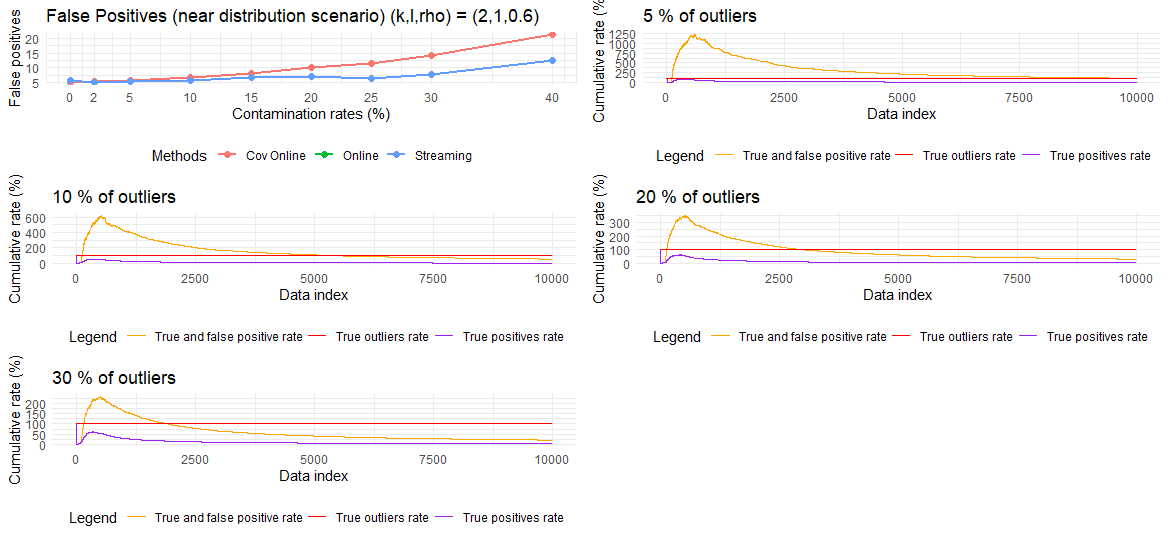 False Positives (near distribution scenario) (k,l,rho) = (2,1,0.6)
False positives
20
15
10
5
0 2 5 10 15 20 25 30 40
Contamination rates (%)
Methods Cov Online Online Streaming
5 % of outliers
Cumulative rate (%)
1250
1000
750
500
250
0
0 2500 5000 7500 10000
Data index
Legend True and false positive rate True outliers rate True positives rate
10 % of outliers
Cumulative rate (%)
600
400
200
0
0 2500 5000 7500 10000
Data index
Legend True and false positive rate True outliers rate True positives rate
20 % of outliers
Cumulative rate (%)
300
200
100
0
0 2500 5000 7500 10000
Data index
Legend True and false positive rate True outliers rate True positives rate
30 % of outliers
Cumulative rate (%)
200
150
100
50
0
0 2500 5000 7500 10000
Data index
Legend True and false positive rate True outliers rate True positives rate